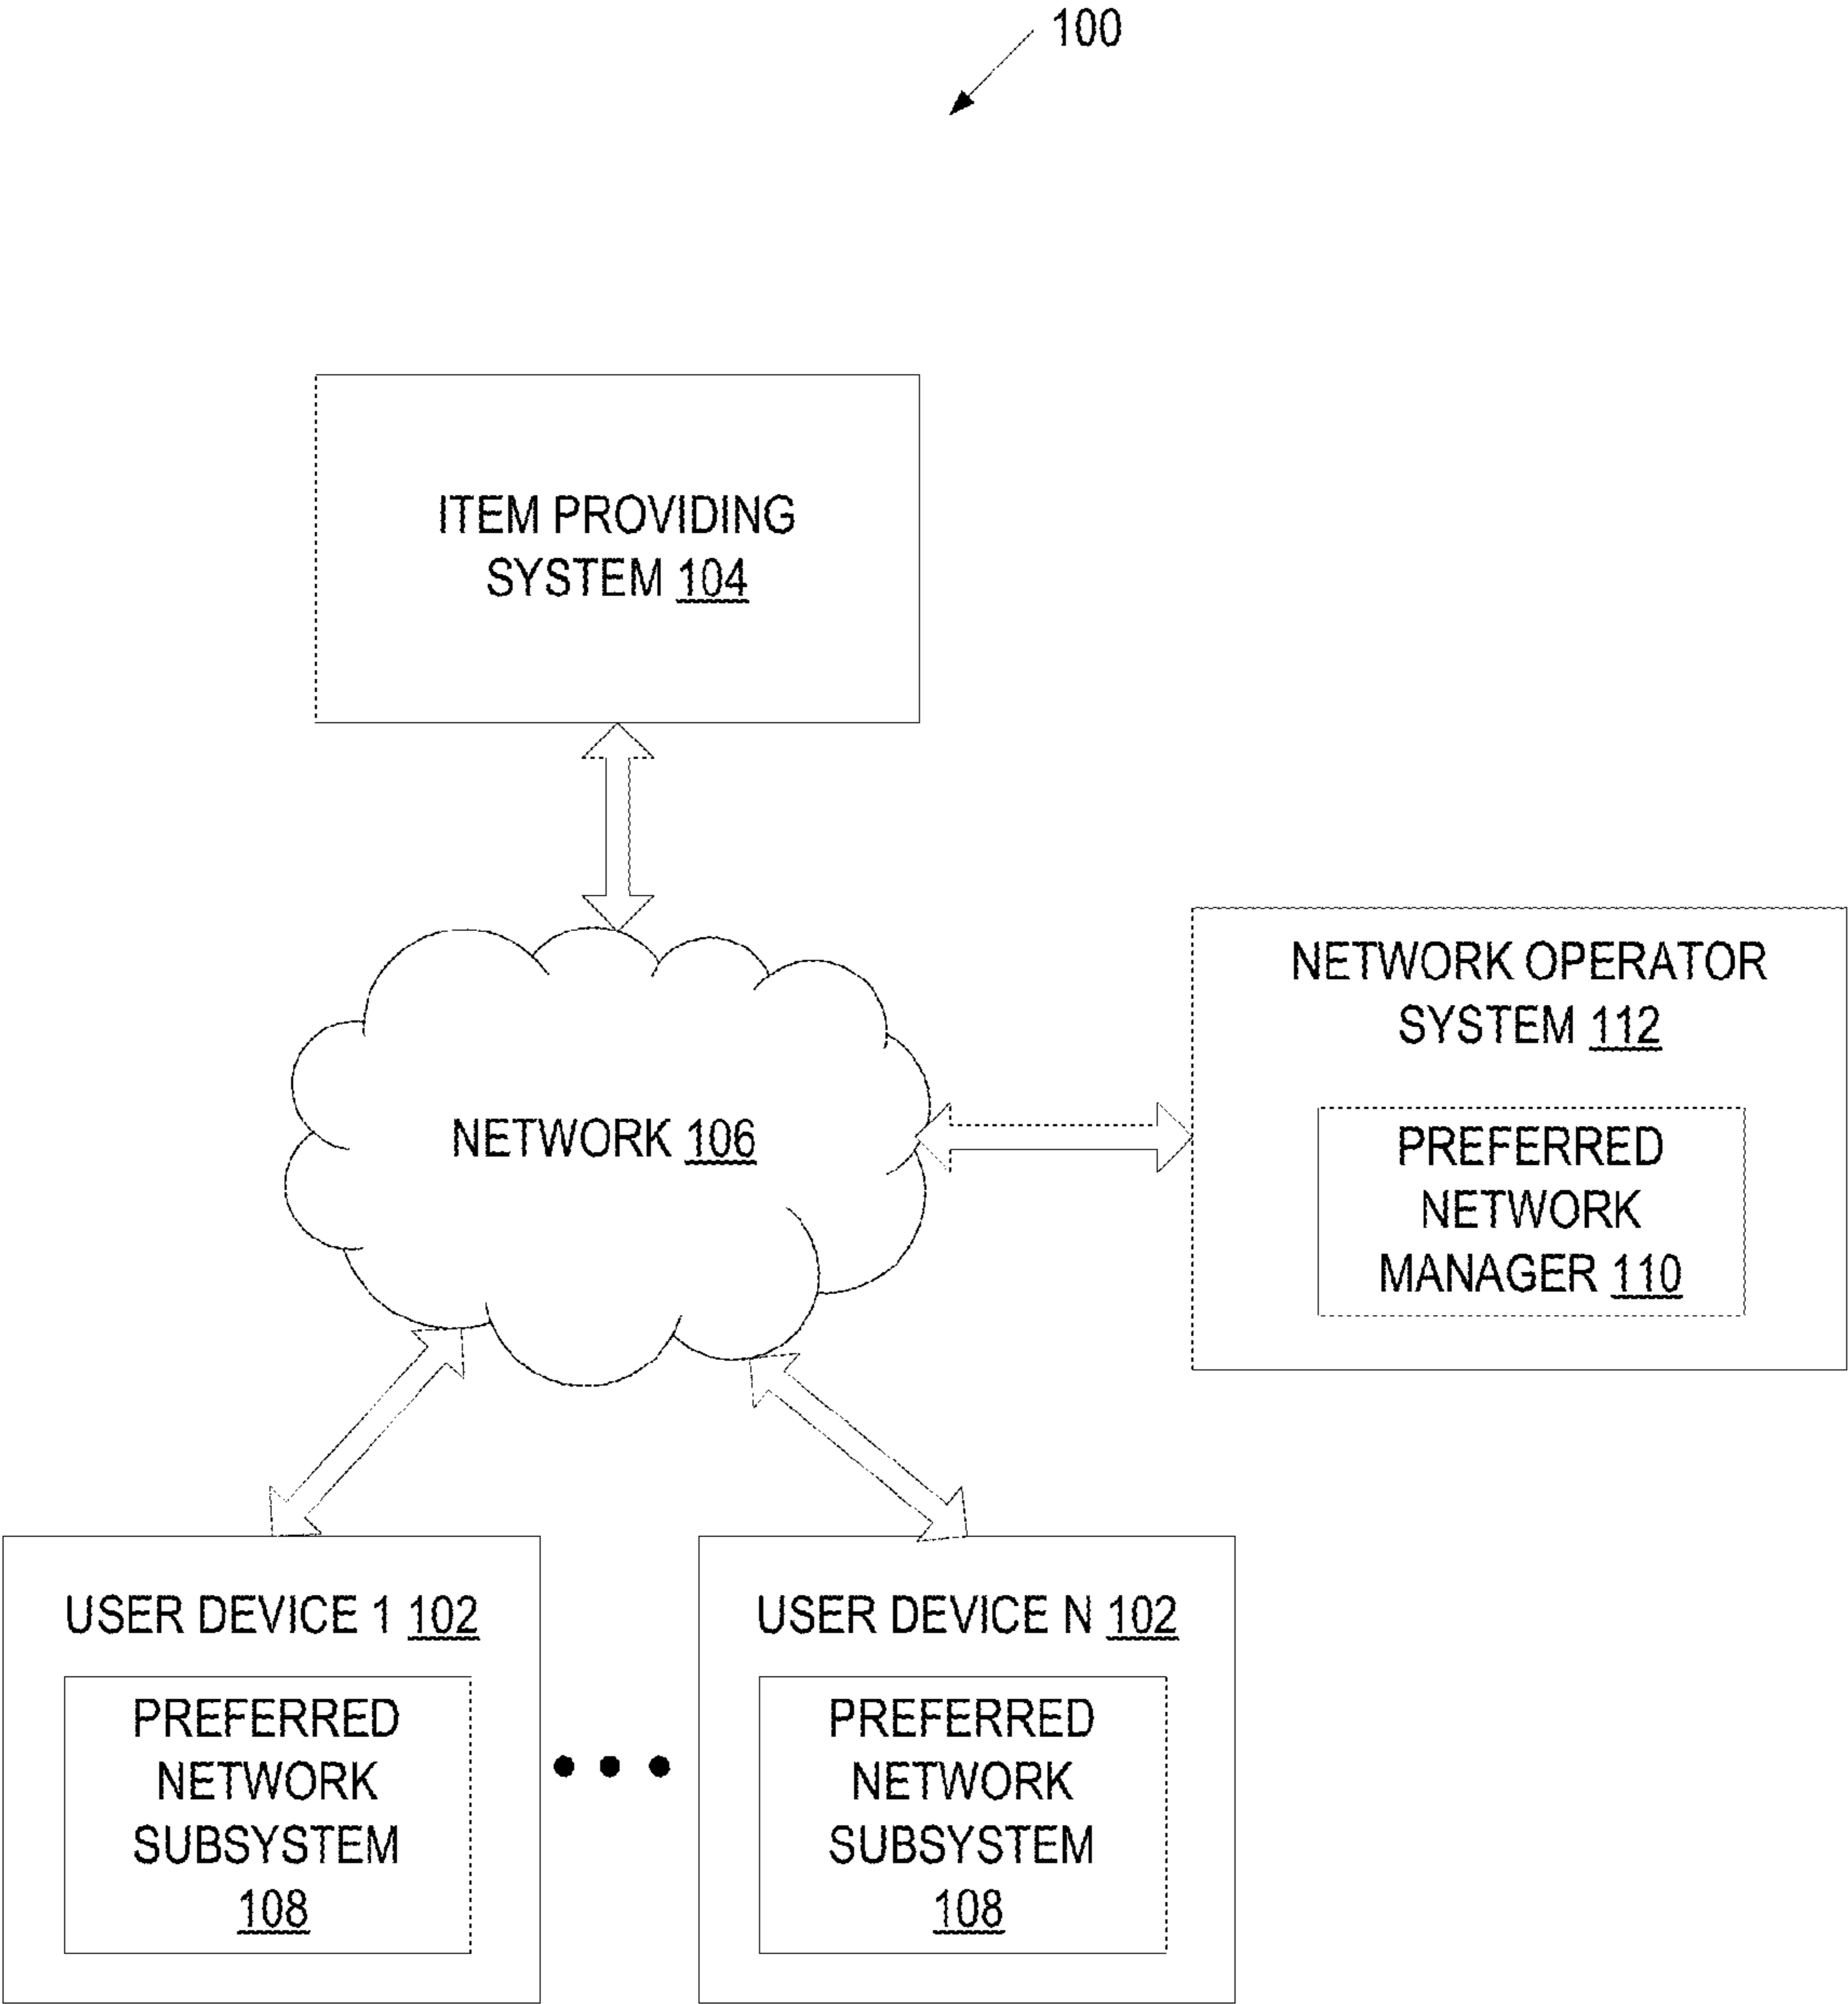 100
ITEM PROVIDING
SYSTEM 104
NETWORK OPERATOR
SYSTEM 112
NETWORK 106
PREFERRED
NETWORK
MANAGER 110
USER DEVICE 1 102
PREFERRED
NETWORK
SUBSYSTEM
108
USER DEVICE N 102
PREFERRED
NETWORK
SUBSYSTEM
108